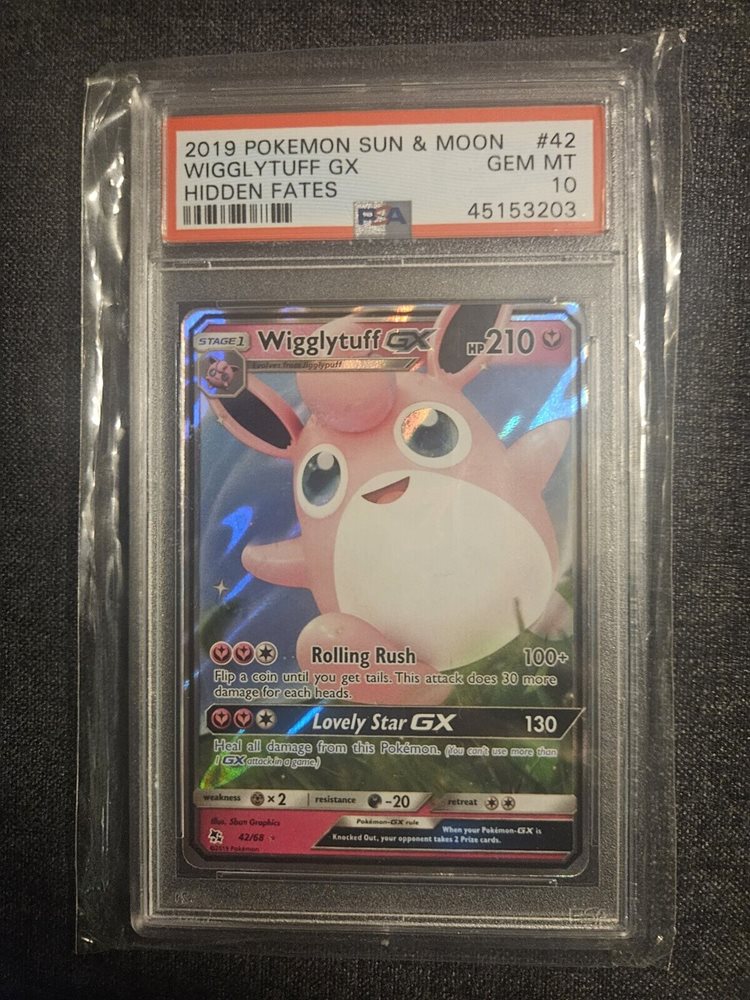 2019 POKEMON SUN & MOON #42
WIGGLYTUFF GX GEM MT
HIDDEN FATES 10
PSA 45153203
STAGE 1 Wigglytuff GX HP 210
Evolves from Jigglypuff
Rolling Rush 100+
Flip a coin until you get tails. This attack does 30 more
damage for each heads.
Lovely Star GX 130
Heal all damage from this Pokémon. (You can't use more than
1 GX attack in a game.)
weakness ×2 resistance -20 retreat
Illus. 5ban Graphics
Pokémon-GX rule
When your Pokémon-GX is
Knocked Out, your opponent takes 2 Prize cards.
42/68
©2019 Pokémon